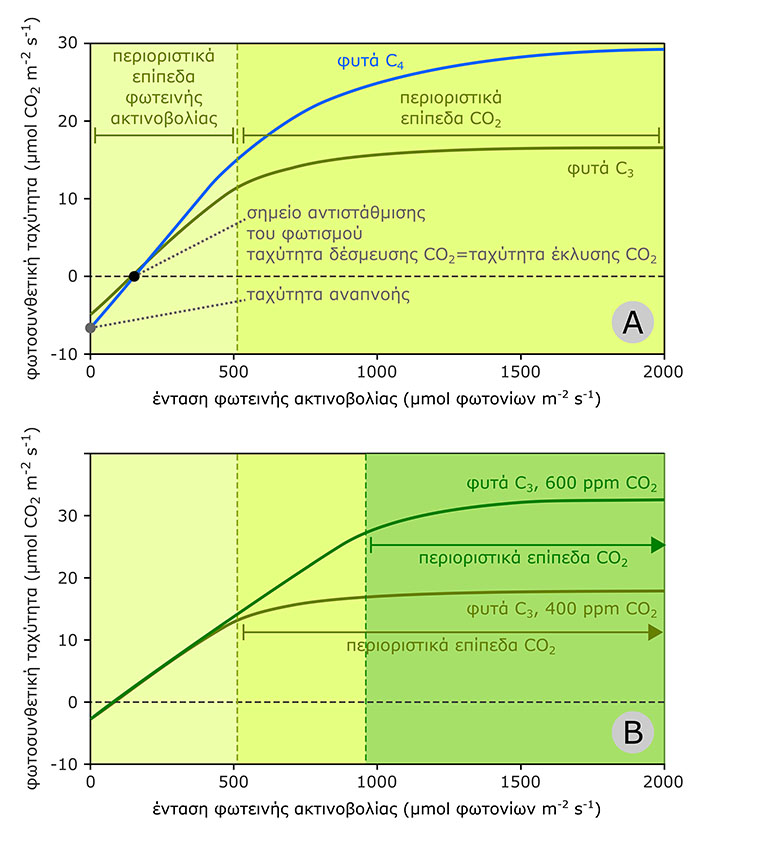 φωτοσυνθετική ταχύτητα (μmol CO₂ m⁻² s⁻¹)
30
20
10
0
-10
περιοριστικά
επίπεδα
φωτεινής
ακτινοβολίας
φυτά C₄
περιοριστικά
επίπεδα CO₂
φυτά C₃
σημείο αντιστάθμισης
του φωτισμού
ταχύτητα δέσμευσης CO₂=ταχύτητα έκλυσης CO₂
ταχύτητα αναπνοής
A
0 500 1000 1500 2000
ένταση φωτεινής ακτινοβολίας (μmol φωτονίων m⁻² s⁻¹)
φωτοσυνθετική ταχύτητα (μmol CO₂ m⁻² s⁻¹)
30
20
10
0
-10
φυτά C₃, 600 ppm CO₂
περιοριστικά επίπεδα CO₂
φυτά C₃, 400 ppm CO₂
περιοριστικά επίπεδα CO₂
B
0 500 1000 1500 2000
ένταση φωτεινής ακτινοβολίας (μmol φωτονίων m⁻² s⁻¹)